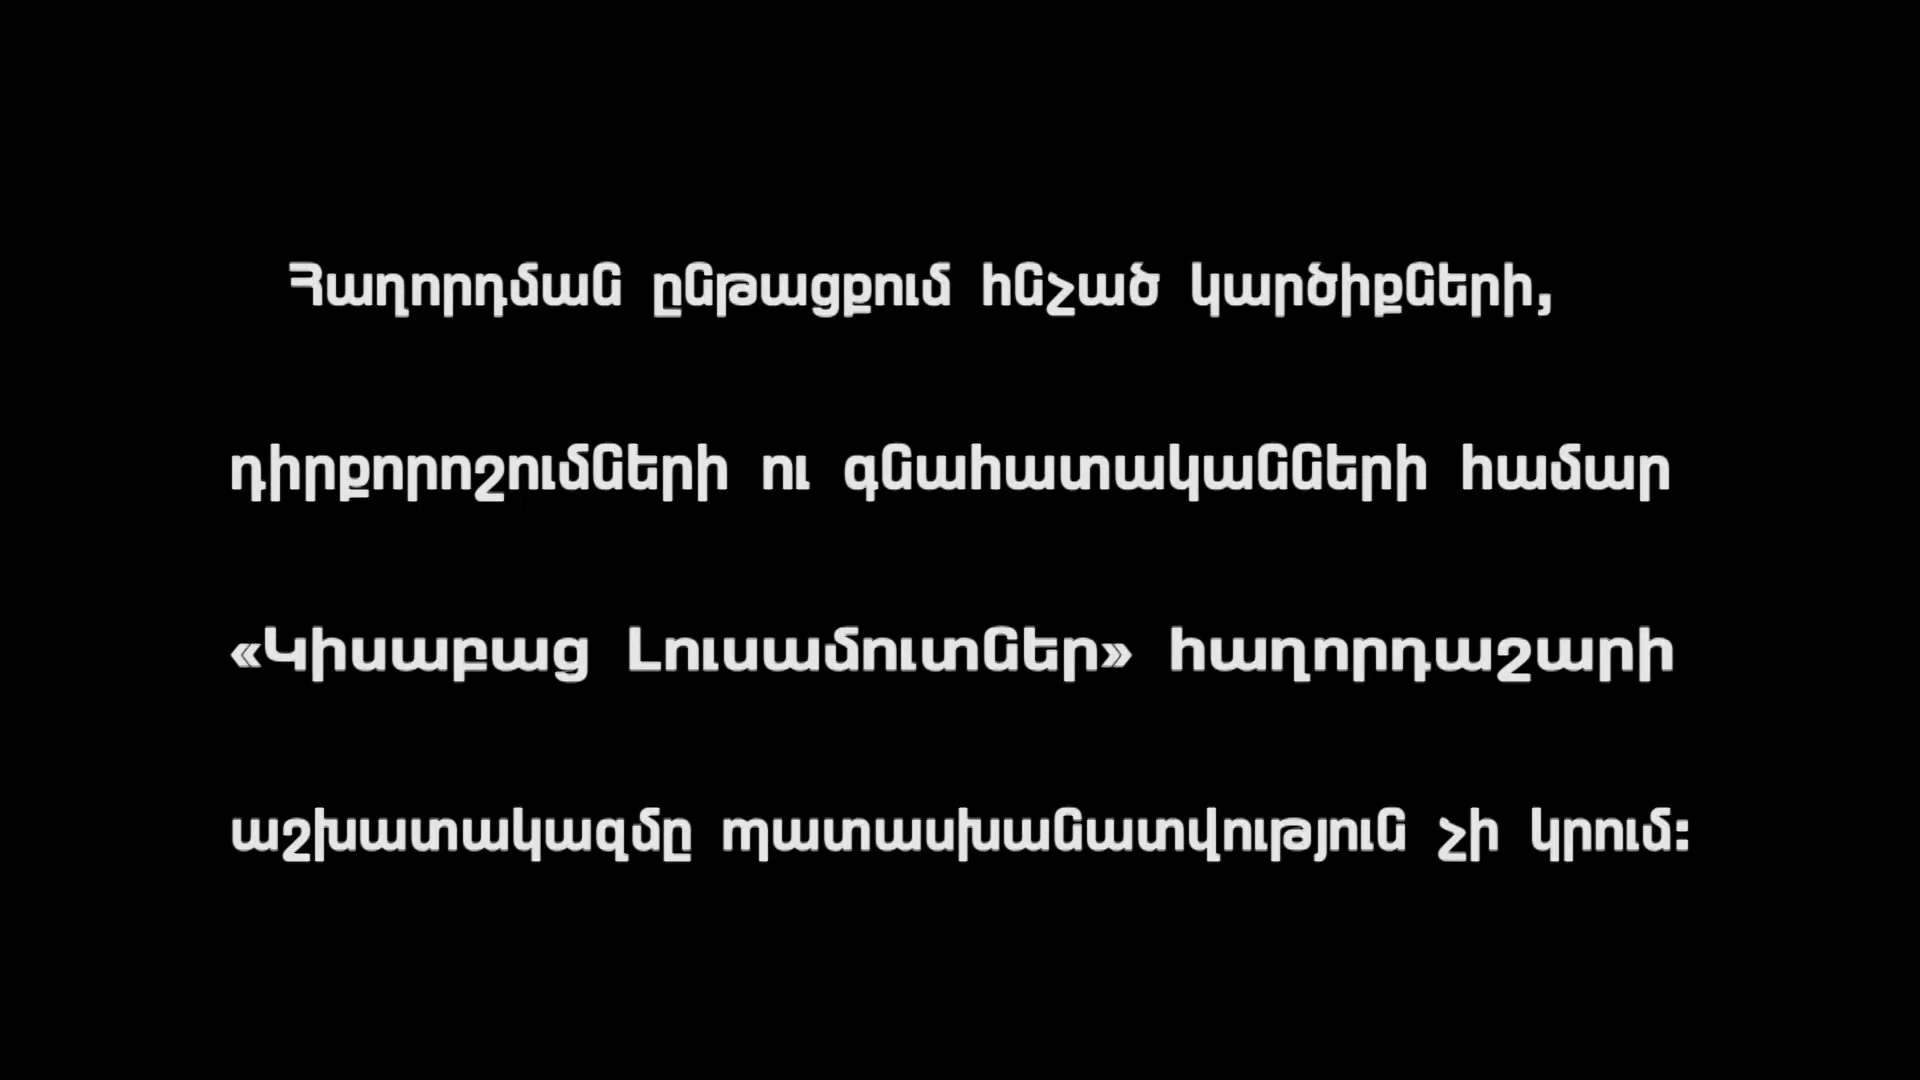 Հաղորդման ընթացքում հնչած կարծիքների,
դիրքորոշումների ու գնահատականների համար
«Կիսաբաց Լուսամուտներ» հաղորդաշարի
աշխատակազմը պատասխանատվություն չի կրում: